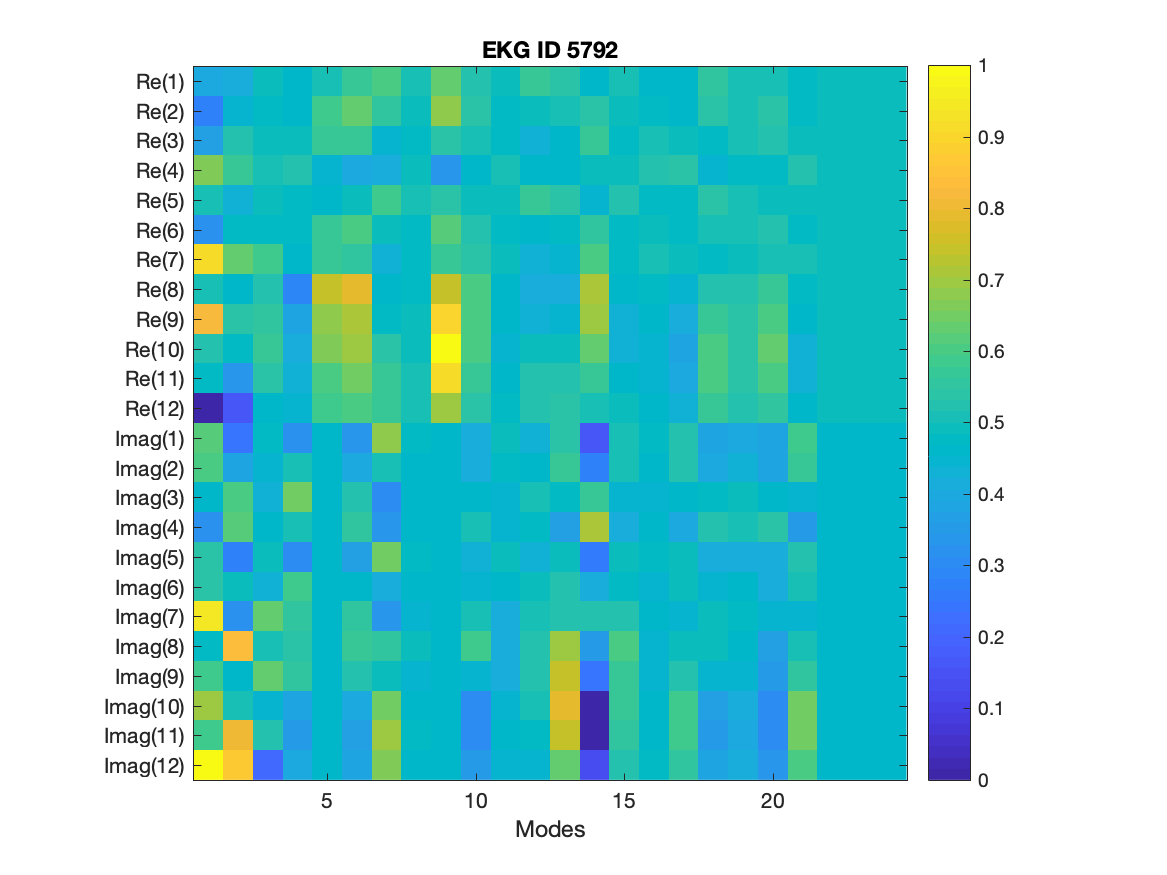 EKG ID 5792
Re(1)
Re(2)
Re(3)
Re(4)
Re(5)
Re(6)
Re(7)
Re(8)
Re(9)
Re(10)
Re(11)
Re(12)
Imag(1)
Imag(2)
Imag(3)
Imag(4)
Imag(5)
Imag(6)
Imag(7)
Imag(8)
Imag(9)
Imag(10)
Imag(11)
Imag(12)
5 10 15 20
Modes
1
0.9
0.8
0.7
0.6
0.5
0.4
0.3
0.2
0.1
0